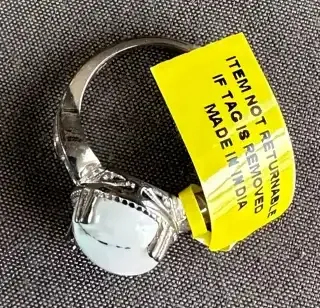 ITEM NOT RETURNABLE
IF TAG IS REMOVED
MADE IN INDIA